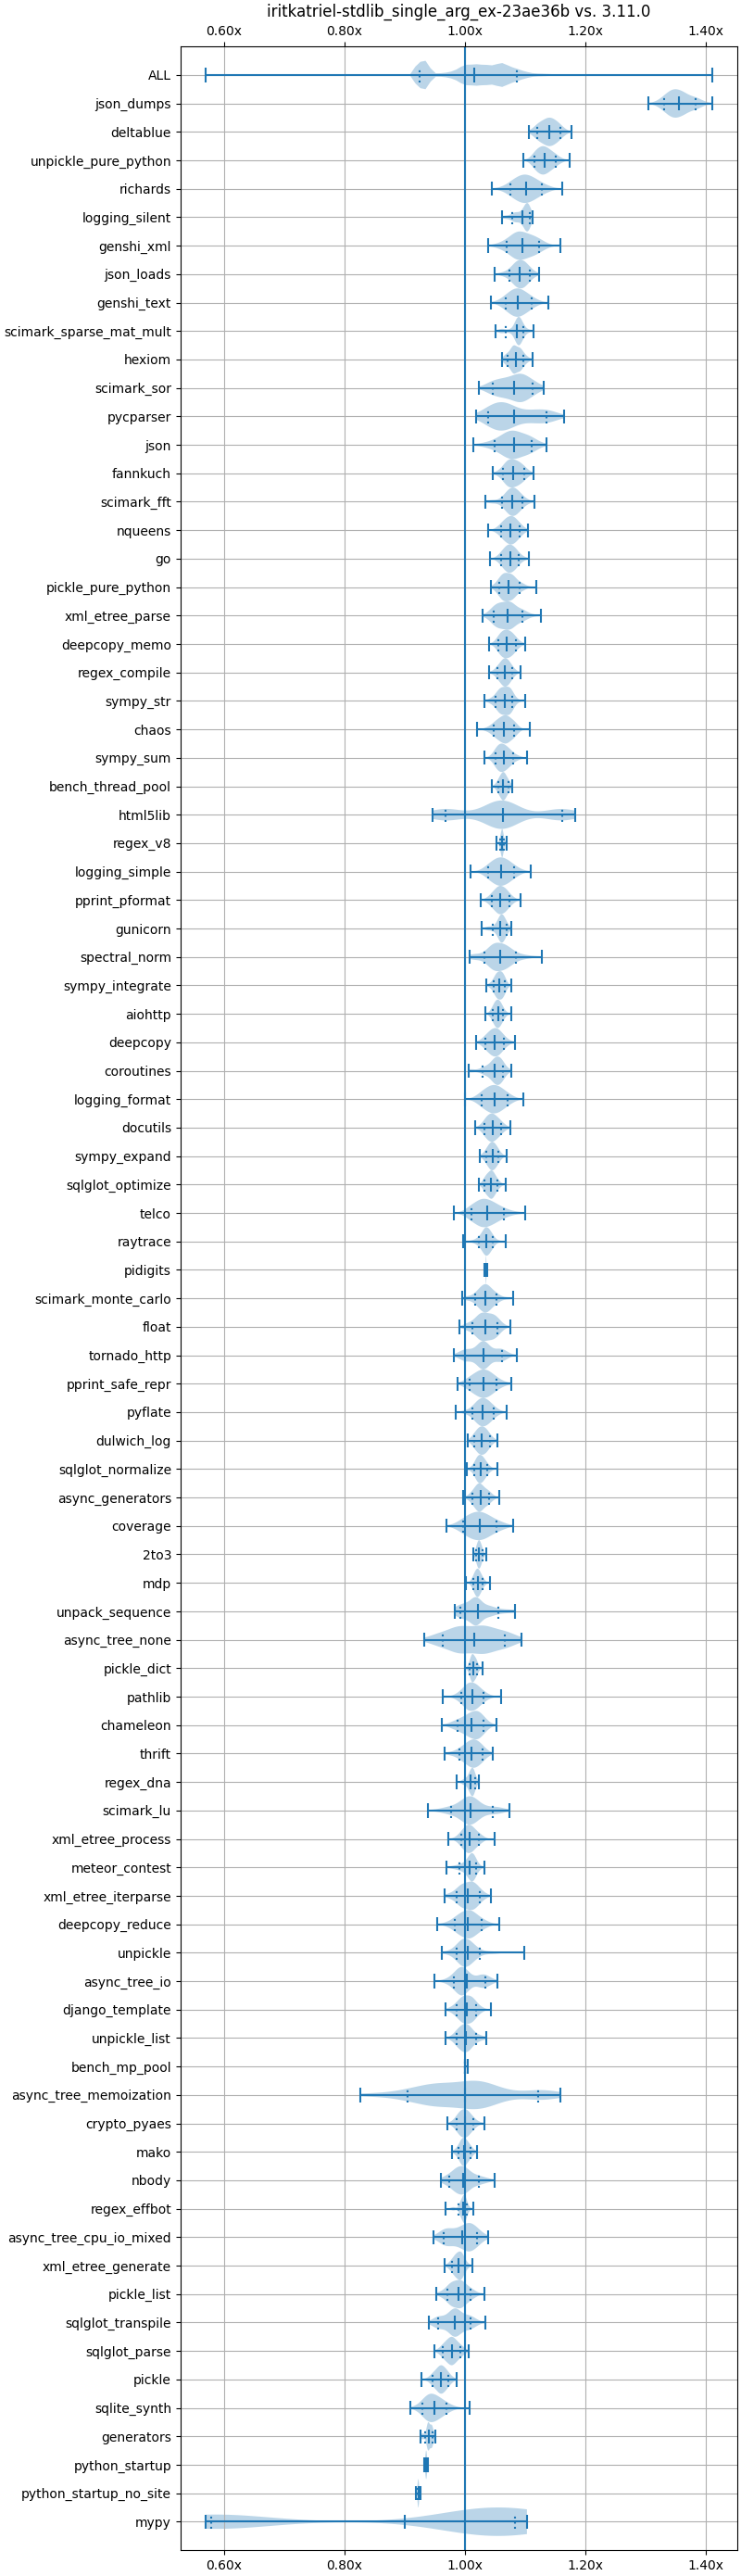 iritkatriel-stdlib_single_arg_ex-23ae36b vs. 3.11.0
0.60x 0.80x 1.00x 1.20x 1.40x
ALL
json_dumps
deltablue
unpickle_pure_python
richards
logging_silent
genshi_xml
json_loads
genshi_text
scimark_sparse_mat_mult
hexiom
scimark_sor
pycparser
json
fannkuch
scimark_fft
nqueens
go
pickle_pure_python
xml_etree_parse
deepcopy_memo
regex_compile
sympy_str
chaos
sympy_sum
bench_thread_pool
html5lib
regex_v8
logging_simple
pprint_pformat
gunicorn
spectral_norm
sympy_integrate
aiohttp
deepcopy
coroutines
logging_format
docutils
sympy_expand
sqlglot_optimize
telco
raytrace
pidigits
scimark_monte_carlo
float
tornado_http
pprint_safe_repr
pyflate
dulwich_log
sqlglot_normalize
async_generators
coverage
2to3
mdp
unpack_sequence
async_tree_none
pickle_dict
pathlib
chameleon
thrift
regex_dna
scimark_lu
xml_etree_process
meteor_contest
xml_etree_iterparse
deepcopy_reduce
unpickle
async_tree_io
django_template
unpickle_list
bench_mp_pool
async_tree_memoization
crypto_pyaes
mako
nbody
regex_effbot
async_tree_cpu_io_mixed
xml_etree_generate
pickle_list
sqlglot_transpile
sqlglot_parse
pickle
sqlite_synth
generators
python_startup
python_startup_no_site
mypy
0.60x 0.80x 1.00x 1.20x 1.40x